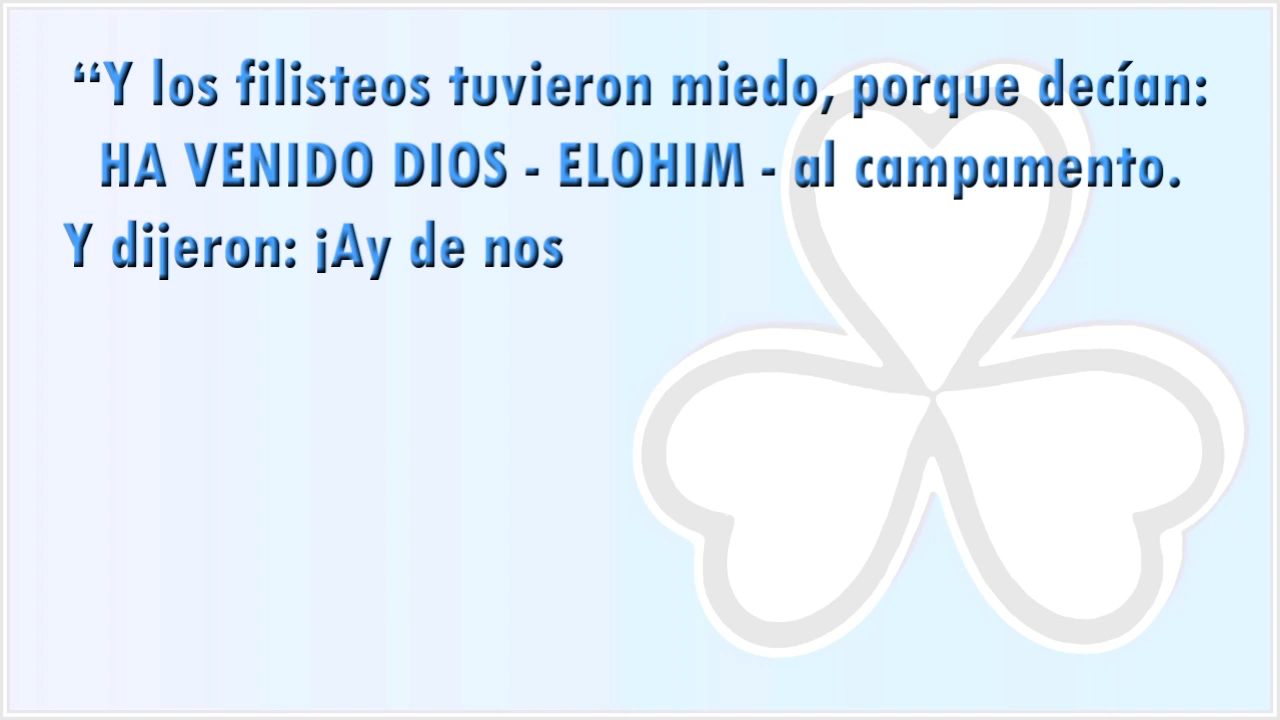 “Y los filisteos tuvieron miedo, porque decían:
HA VENIDO DIOS - ELOHIM - al campamento.
Y dijeron: ¡Ay de nos